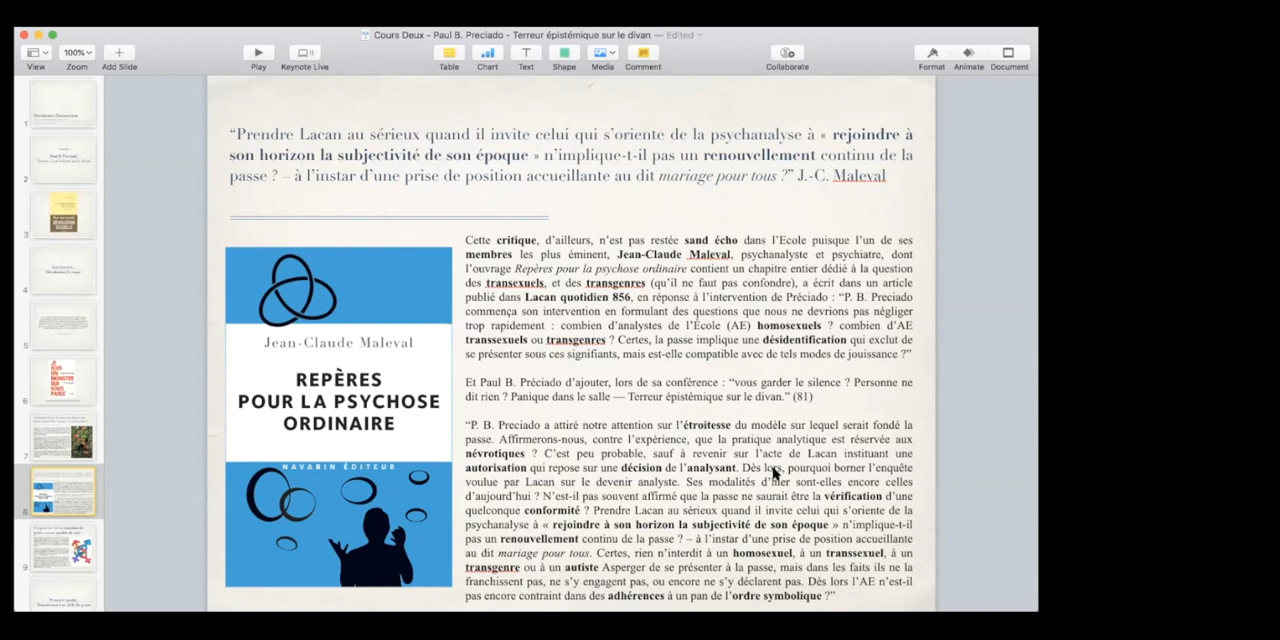 Cours Deux - Paul B. Preciado - Terreur épistémique sur le divan — Edited
100%
View
Zoom
Add Slide
Play
Keynote Live
Table
Chart
Text
Shape
Media
Comment
Collaborate
Format
Animate
Document
“Prendre Lacan au sérieux quand il invite celui qui s’oriente de la psychanalyse à « rejoindre à
son horizon la subjectivité de son époque » n’implique-t-il pas un renouvellement continu de la
passe ? – à l’instar d’une prise de position accueillante au dit mariage pour tous ?” J.-C. Maleval
Jean-Claude Maleval
REPÈRES
POUR LA PSYCHOSE
ORDINAIRE
NAVARIN ÉDITEUR
Cette critique, d’ailleurs, n’est pas restée sand écho dans l’Ecole puisque l’un de ses
membres les plus éminent, Jean-Claude Maleval, psychanalyste et psychiatre, dont
l’ouvrage Repères pour la psychose ordinaire contient un chapitre entier dédié à la question
des transexuels, et des transgenres (qu’il ne faut pas confondre), a écrit dans un article
publié dans Lacan quotidien 856, en réponse à l’intervention de Préciado : “P. B. Preciado
commença son intervention en formulant des questions que nous ne devrions pas négliger
trop rapidement : combien d’analystes de l’École (AE) homosexuels ? combien d’AE
transsexuels ou transgenres ? Certes, la passe implique une désidentification qui exclut de
se présenter sous ces signifiants, mais est-elle compatible avec de tels modes de jouissance ?”
Et Paul B. Préciado d’ajouter, lors de sa conférence : “vous garder le silence ? Personne ne
dit rien ? Panique dans le salle — Terreur épistémique sur le divan.” (81)
“P. B. Preciado a attiré notre attention sur l’étroitesse du modèle sur lequel serait fondé la
passe. Affirmerons-nous, contre l’expérience, que la pratique analytique est réservée aux
névrotiques ? C’est peu probable, sauf à revenir sur l’acte de Lacan instituant une
autorisation qui repose sur une décision de l’analysant. Dès lors, pourquoi borner l’enquête
voulue par Lacan sur le devenir analyste. Ses modalités d’hier sont-elles encore celles
d’aujourd’hui ? N’est-il pas souvent affirmé que la passe ne saurait être la vérification d’une
quelconque conformité ? Prendre Lacan au sérieux quand il invite celui qui s’oriente de la
psychanalyse à « rejoindre à son horizon la subjectivité de son époque » n’implique-t-il
pas un renouvellement continu de la passe ? – à l’instar d’une prise de position accueillante
au dit mariage pour tous. Certes, rien n’interdit à un homosexuel, à un transsexuel, à un
transgenre ou à un autiste Asperger de se présenter à la passe, mais dans les faits ils ne la
franchissent pas, ne s’y engagent pas, ou encore ne s’y déclarent pas. Dès lors l’AE n’est-il
pas encore contraint dans des adhérences à un pan de l’ordre symbolique ?”
1
2
3
4
5
6
7
8
9